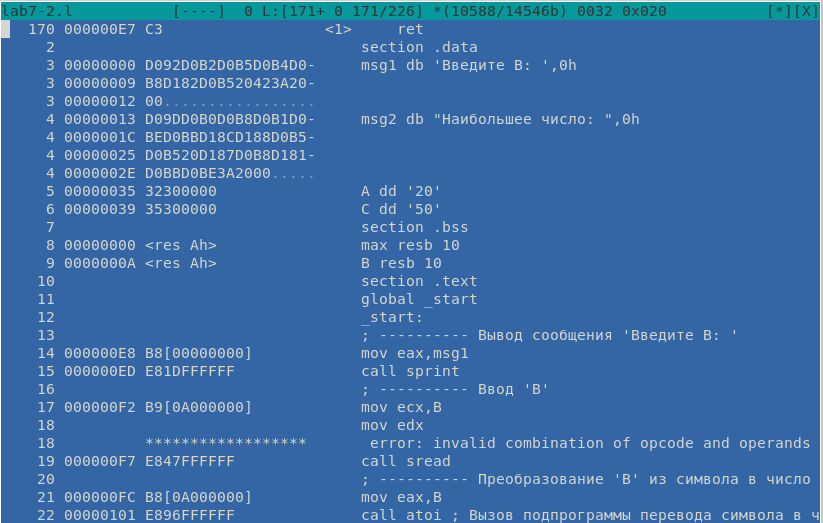 lab7-2.l           [----]  0 L:[171+ 0 171/226] *(10588/14546b) 0032 0x020           [*][X]
   170 000000E7 C3                  <1>     ret
     2                                  section .data
     3 00000000 D092D0B2D0B5D0B4D0-     msg1 db 'Введите B: ',0h
     3 00000009 B8D182D0B520423A20-
     3 00000012 00.................
     4 00000013 D09DD0B0D0B8D0B1D0-     msg2 db "Наибольшее число: ",0h
     4 0000001C BED0BBD18CD188D0B5-
     4 00000025 D0B520D187D0B8D181-
     4 0000002E D0BBD0BE3A2000.....
     5 00000035 32300000                A dd '20'
     6 00000039 35300000                C dd '50'
     7                                  section .bss
     8 00000000 <res Ah>                max resb 10
     9 0000000A <res Ah>                B resb 10
    10                                  section .text
    11                                  global _start
    12                                  _start:
    13                                  ; ---------- Вывод сообщения 'Введите B: '
    14 000000E8 B8[00000000]            mov eax,msg1
    15 000000ED E81DFFFFFF              call sprint
    16                                  ; ---------- Ввод 'B'
    17 000000F2 B9[0A000000]            mov ecx,B
    18                                  mov edx
    18          ******************       error: invalid combination of opcode and operands
    19 000000F7 E847FFFFFF              call sread
    20                                  ; ---------- Преобразование 'B' из символа в число
    21 000000FC B8[0A000000]            mov eax,B
    22 00000101 E896FFFFFF              call atoi ; Вызов подпрограммы перевода символа в ч